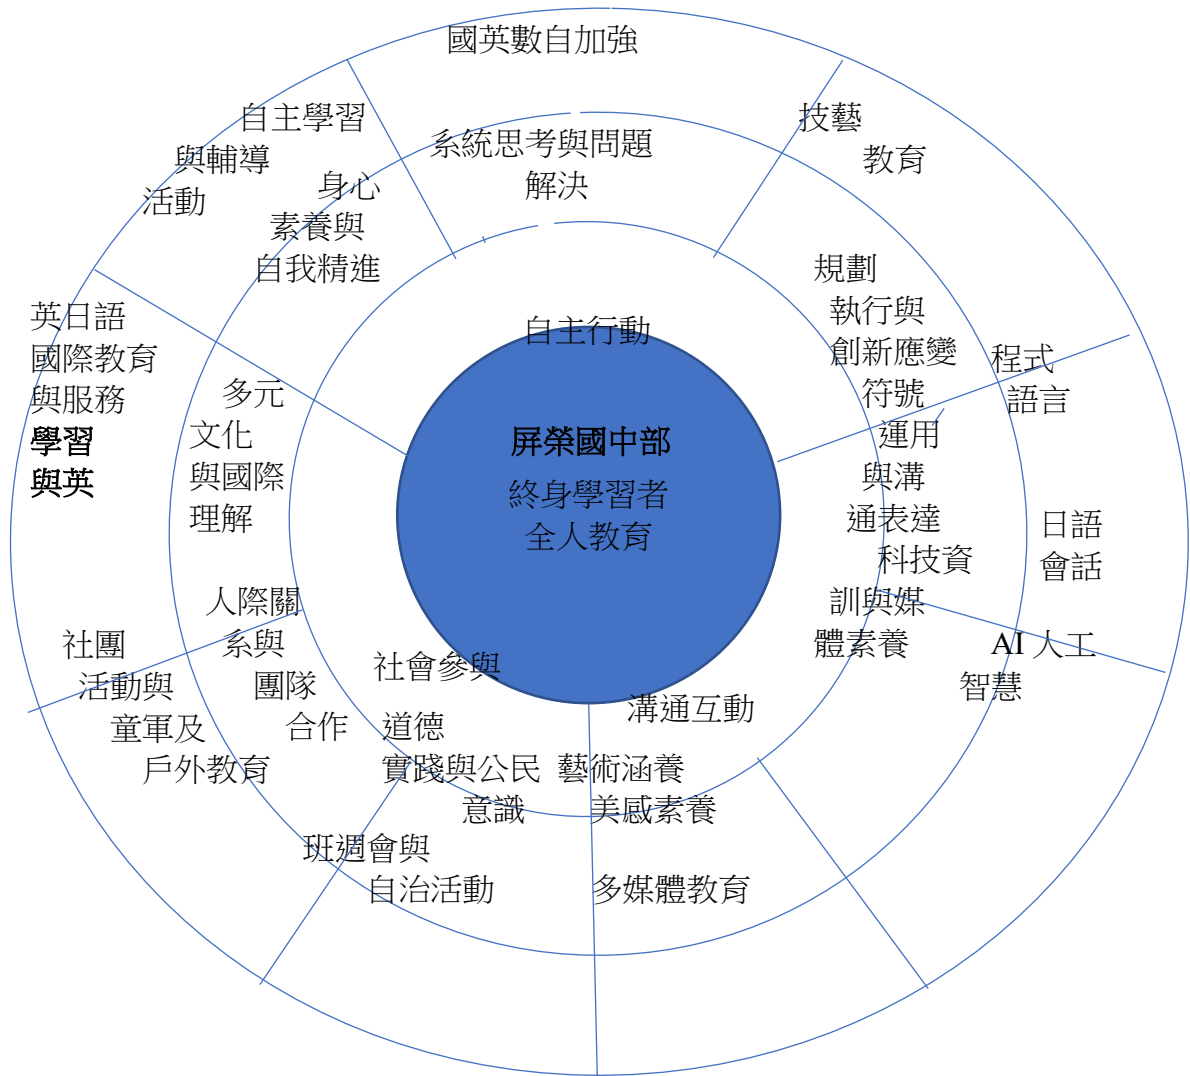 國英數自加強
自主學習
與輔導
活動
技藝
教育
系統思考與問題
解決
身心
素養與
自我精進
規劃
執行與
創新應變
符號
運用
與溝
通表達
科技資
訓與媒
體素養
英日語
國際教育
與服務
學習
與英
多元
文化
與國際
理解
自主行動
程式
語言
屏榮國中部
終身學習者
全人教育
日語
會話
人際關
系與
團隊
合作
社團
活動與
童軍及
戶外教育
社會參與
溝通互動
AI 人工
智慧
道德
實踐與公民
意識
藝術涵養
美感素養
班週會與
自治活動
多媒體教育